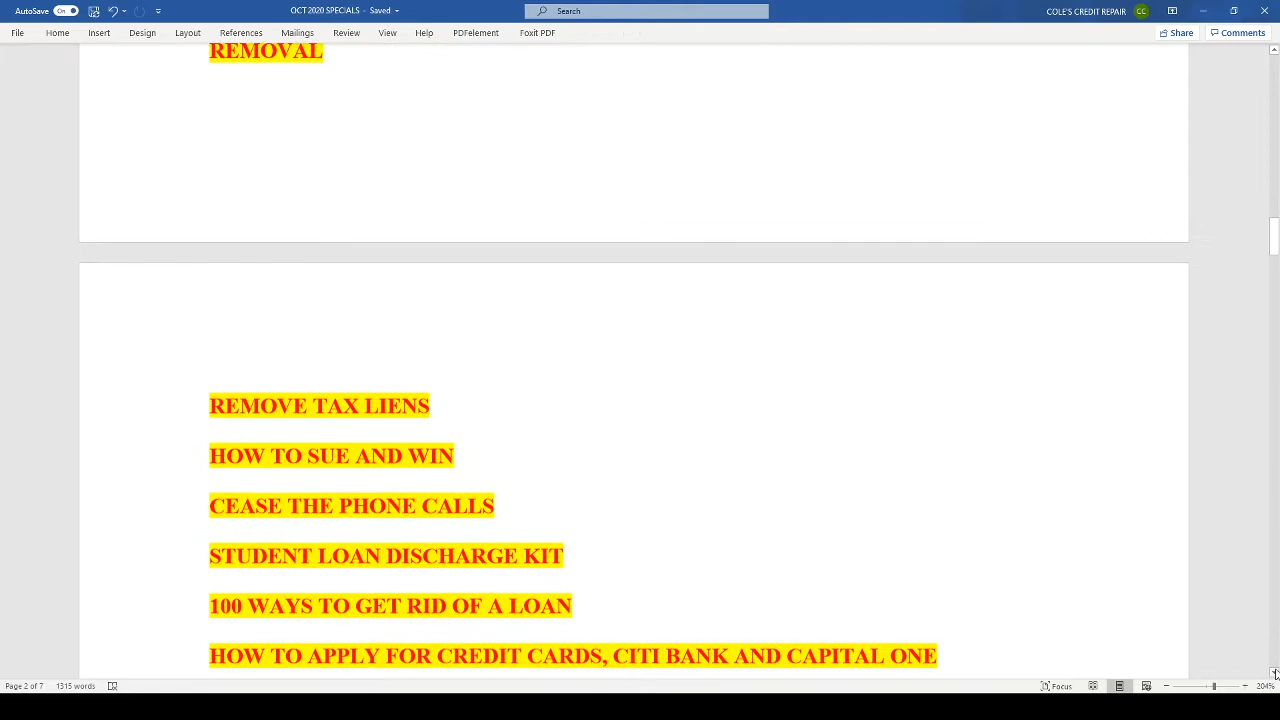 AutoSave On OCT 2020 SPECIALS - Saved Search COLE'S CREDIT REPAIR CC
File Home Insert Design Layout References Mailings Review View Help PDFelement Foxit PDF Share Comments
REMOVAL
REMOVE TAX LIENS
HOW TO SUE AND WIN
CEASE THE PHONE CALLS
STUDENT LOAN DISCHARGE KIT
100 WAYS TO GET RID OF A LOAN
HOW TO APPLY FOR CREDIT CARDS, CITI BANK AND CAPITAL ONE
Page 2 of 7 1315 words Focus 204%